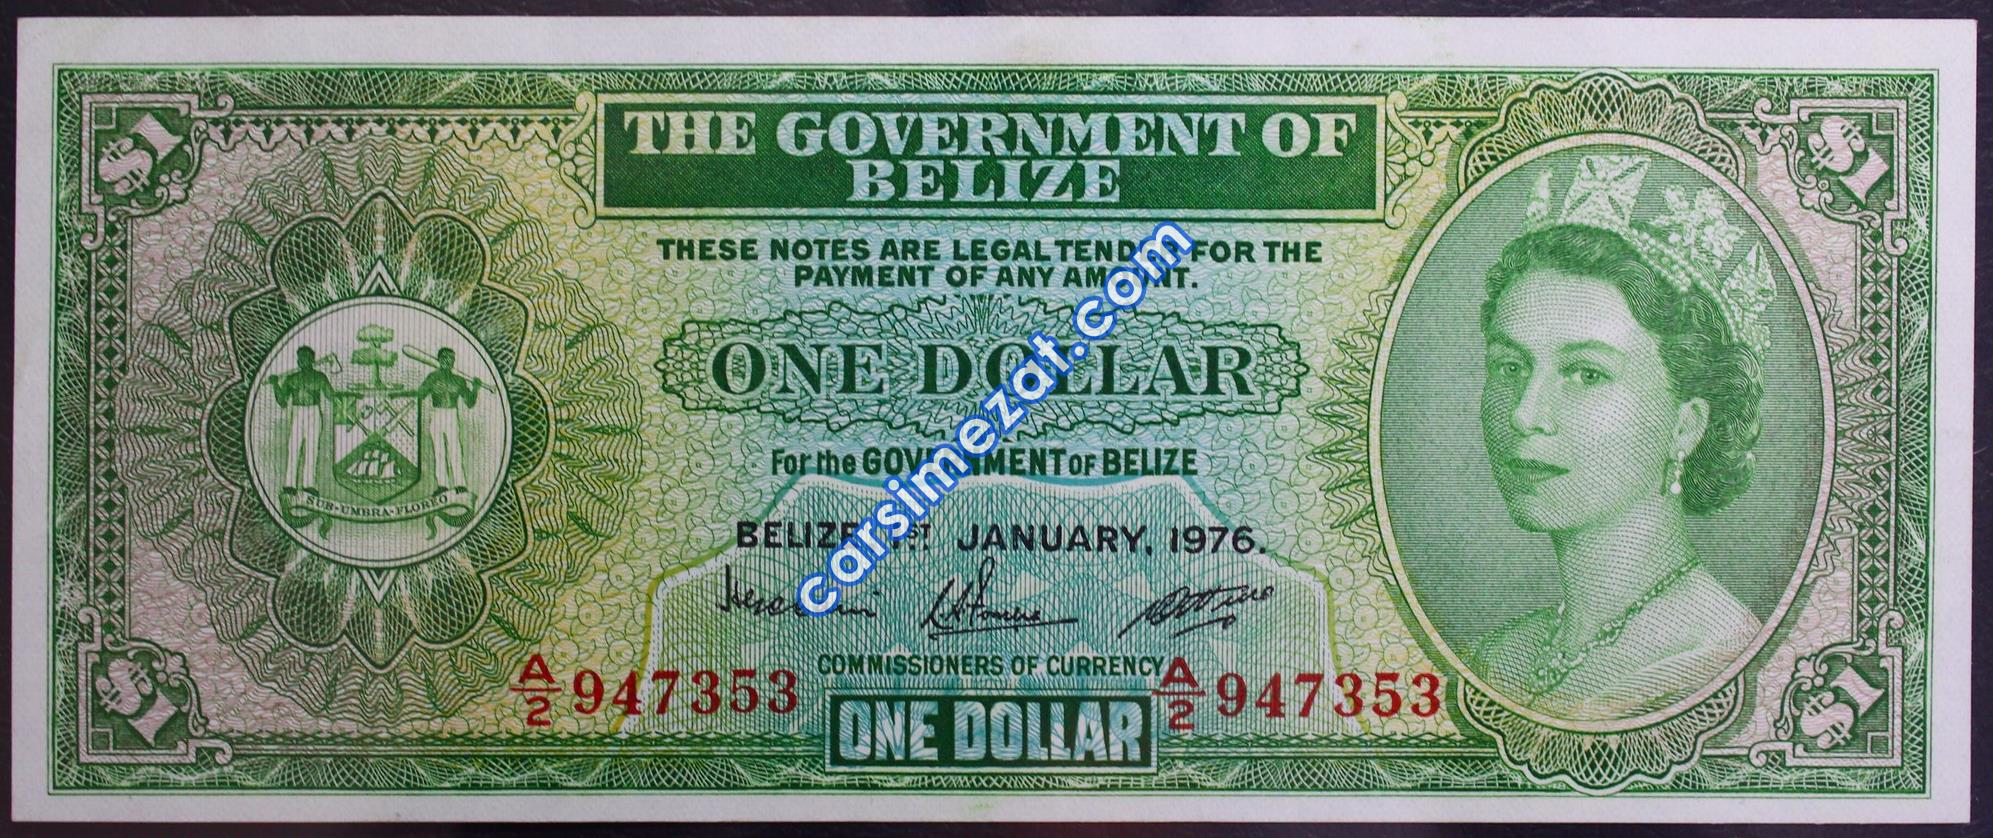 $1
$1
THE GOVERNMENT OF
BELIZE
THESE NOTES ARE LEGAL TENDER FOR THE
PAYMENT OF ANY AMOUNT.
ONE DOLLAR
For the GOVERNMENT OF BELIZE
SUB·UMBRA·FLOREO
BELIZE 1ST JANUARY, 1976.
COMMISSIONERS OF CURRENCY
A/2 947353
A/2 947353
$1
ONE DOLLAR
$1
carsimezat.com